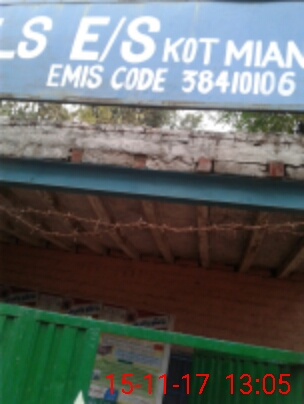 LS E/S KOT MIAN
EMIS CODE 38410106
15-11-17 13:05